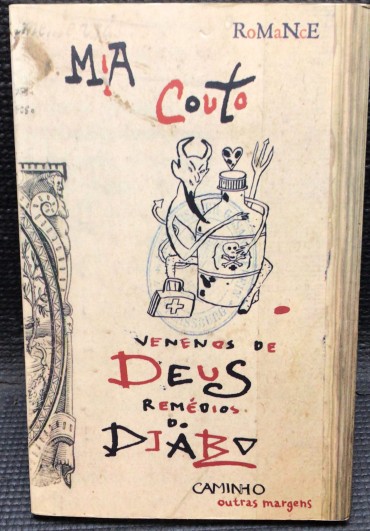 RoMaNcE
MIA
Couto
VENENOS DE
DEUS
REMÉDIOS
DO
DIABO
CAMINHO
outras margens